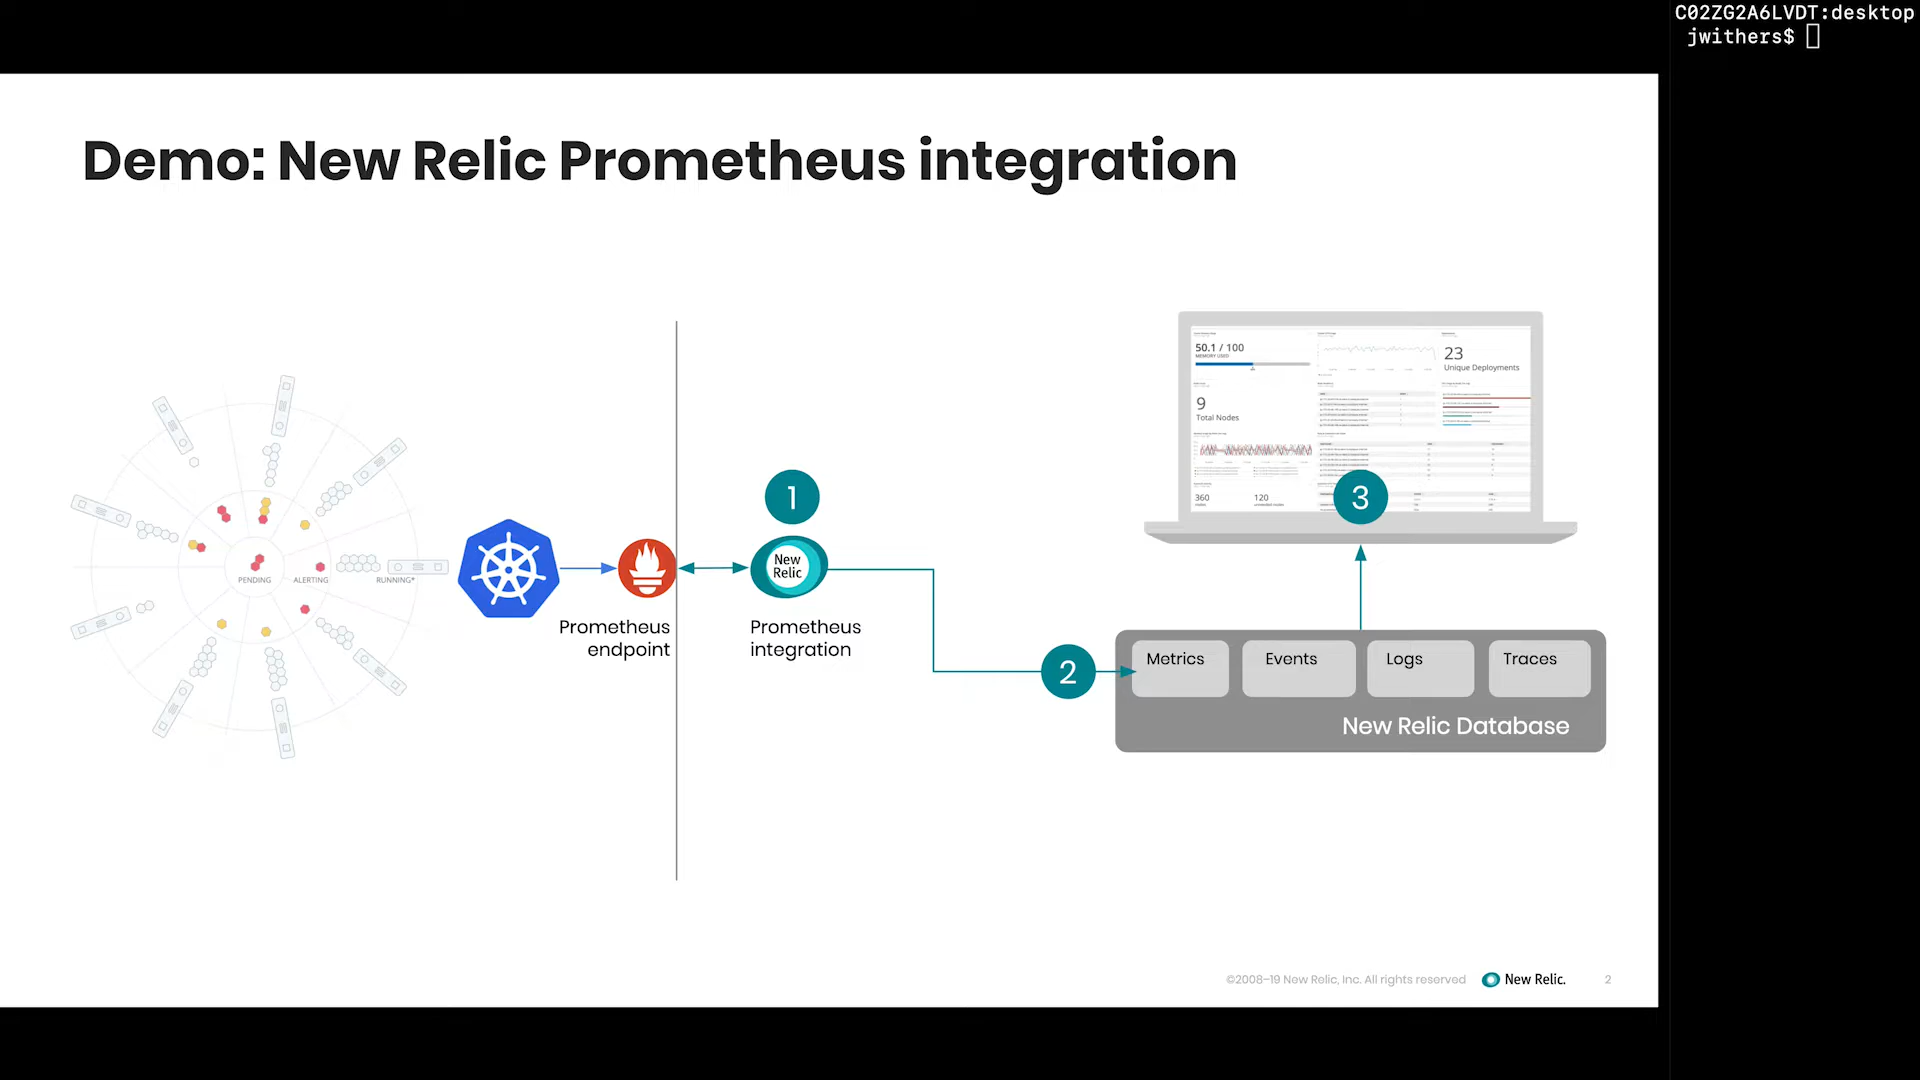 C02ZG2A6LVDT:desktop
jwithers$
Demo: New Relic Prometheus integration
PENDING
ALERTING
RUNNING*
Prometheus
endpoint
1
New
Relic
Prometheus
integration
2
50.1 / 100
MEMORY USED
23
Unique Deployments
9
Total Nodes
360
120
3
Metrics
Events
Logs
Traces
New Relic Database
©2008–19 New Relic, Inc. All rights reserved
New Relic.
2